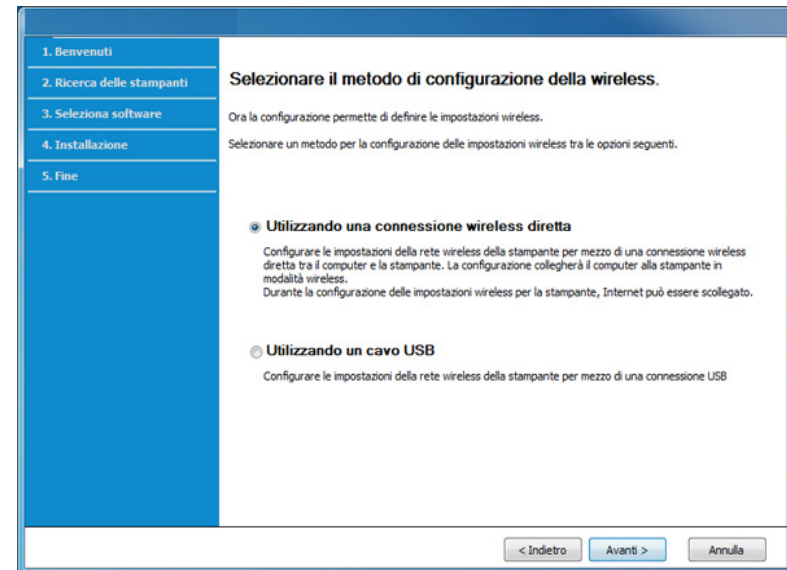 1. Benvenuti
2. Ricerca delle stampanti
3. Seleziona software
4. Installazione
5. Fine
Selezionare il metodo di configurazione della wireless.
Ora la configurazione permette di definire le impostazioni wireless.
Selezionare un metodo per la configurazione delle impostazioni wireless tra le opzioni seguenti.
Utilizzando una connessione wireless diretta
Configurare le impostazioni della rete wireless della stampante per mezzo di una connessione wireless
diretta tra il computer e la stampante. La configurazione collegherà il computer alla stampante in
modalità wireless.
Durante la configurazione delle impostazioni wireless per la stampante, Internet può essere scollegato.
Utilizzando un cavo USB
Configurare le impostazioni della rete wireless della stampante per mezzo di una connessione USB
< Indietro
Avanti >
Annulla